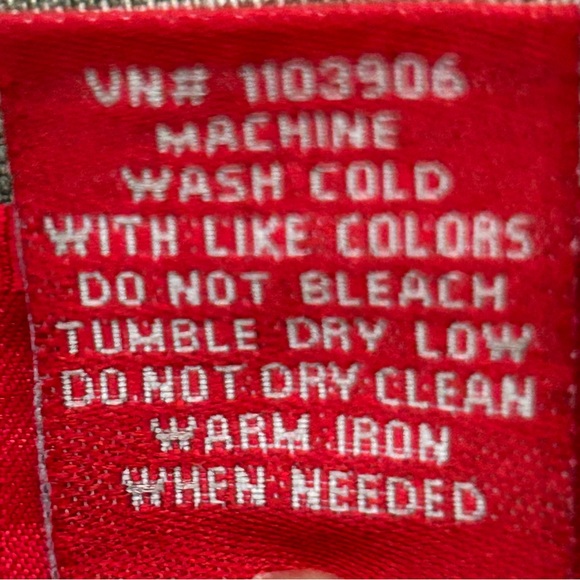 VN# 1103906
MACHINE
WASH COLD
WITH LIKE COLORS
DO NOT BLEACH
TUMBLE DRY LOW
DO NOT DRY CLEAN
WARM IRON
WHEN NEEDED